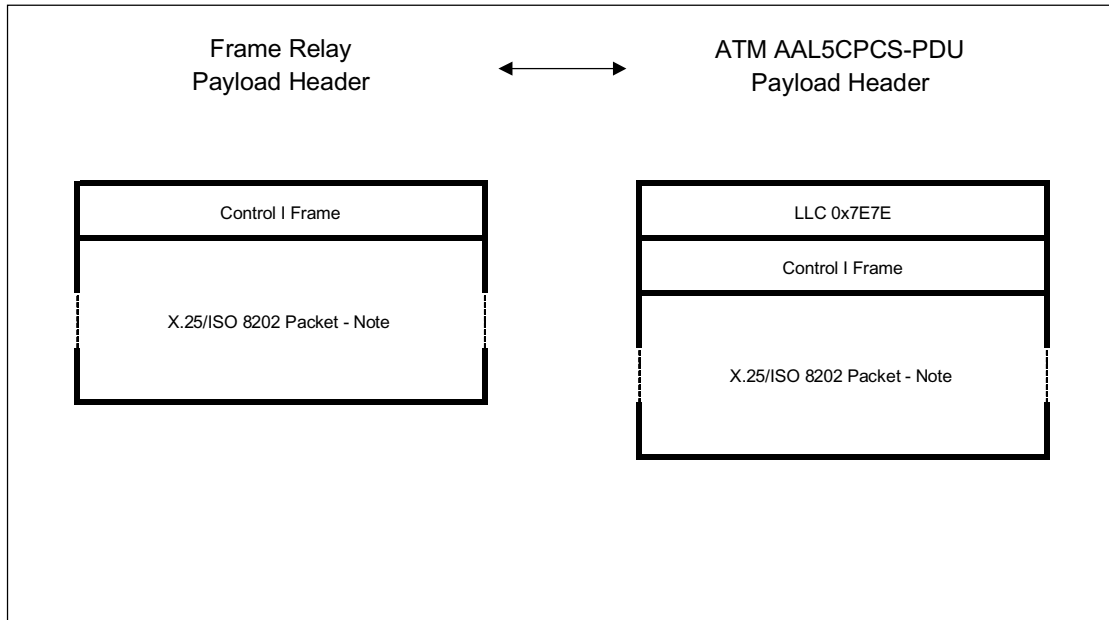 Frame Relay
Payload Header
ATM AAL5CPCS-PDU
Payload Header
Control I Frame
X.25/ISO 8202 Packet - Note
LLC 0x7E7E
Control I Frame
X.25/ISO 8202 Packet - Note